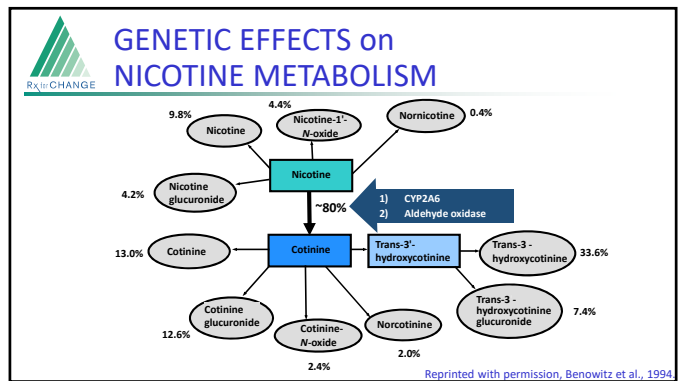 GENETIC EFFECTS on
NICOTINE METABOLISM
Rx for CHANGE
4.4%
Nicotine-1'-
N-oxide
Nornicotine
0.4%
9.8%
Nicotine
Nicotine
4.2%
Nicotine
glucuronide
~80%
1) CYP2A6
2) Aldehyde oxidase
13.0%
Cotinine
Cotinine
Trans-3'-
hydroxycotinine
Trans-3 -
hydroxycotinine
33.6%
Cotinine
glucuronide
12.6%
Cotinine-
N-oxide
2.4%
Norcotinine
2.0%
Trans-3 -
hydroxycotinine
glucuronide
7.4%
Reprinted with permission, Benowitz et al., 1994.